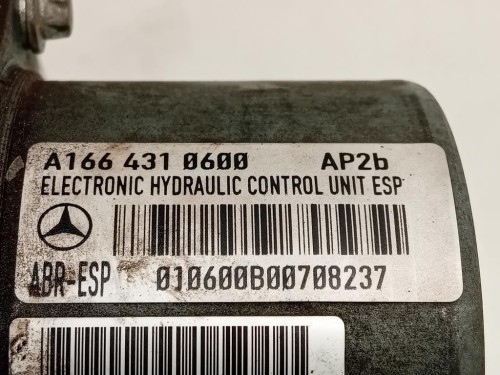 A166 431 0600 AP2b
ELECTRONIC HYDRAULIC CONTROL UNIT ESP
ABR-ESP 010600B00708237